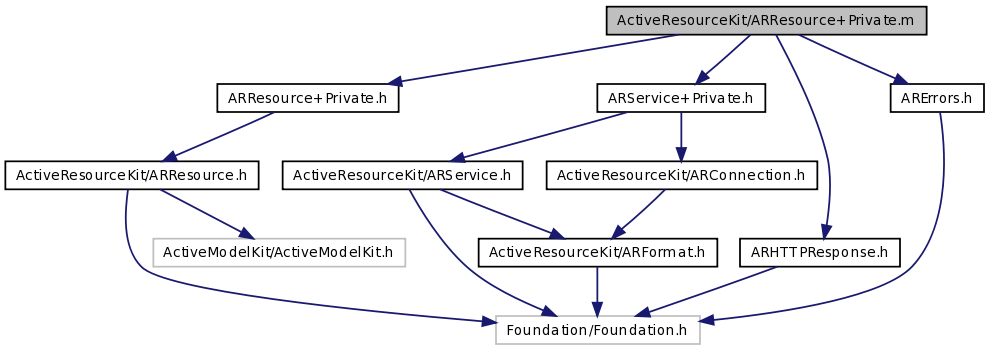 ActiveResourceKit/ARResource+Private.m
ARResource+Private.h
ARService+Private.h
ARErrors.h
ActiveResourceKit/ARResource.h
ActiveResourceKit/ARService.h
ActiveResourceKit/ARConnection.h
ActiveModelKit/ActiveModelKit.h
ActiveResourceKit/ARFormat.h
ARHTTPResponse.h
Foundation/Foundation.h